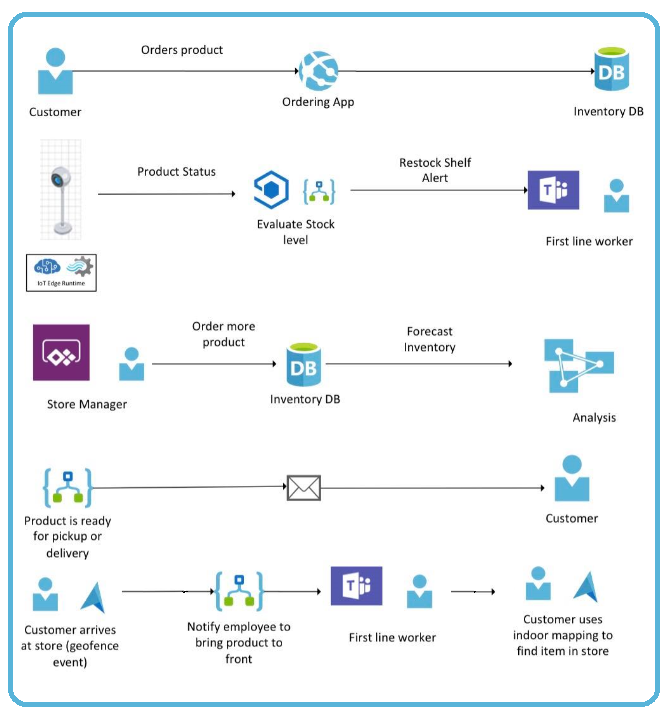 Orders product
Customer
Ordering App
DB
Inventory DB
Product Status
Restock Shelf
Alert
Evaluate Stock
level
First line worker
IoT Edge Runtime
Order more
product
Forecast
Inventory
DB
Store Manager
Inventory DB
Analysis
Product is ready
for pickup or
delivery
Customer
Customer arrives
at store (geofence
event)
Notify employee to
bring product to
front
First line worker
Customer uses
indoor mapping to
find item in store